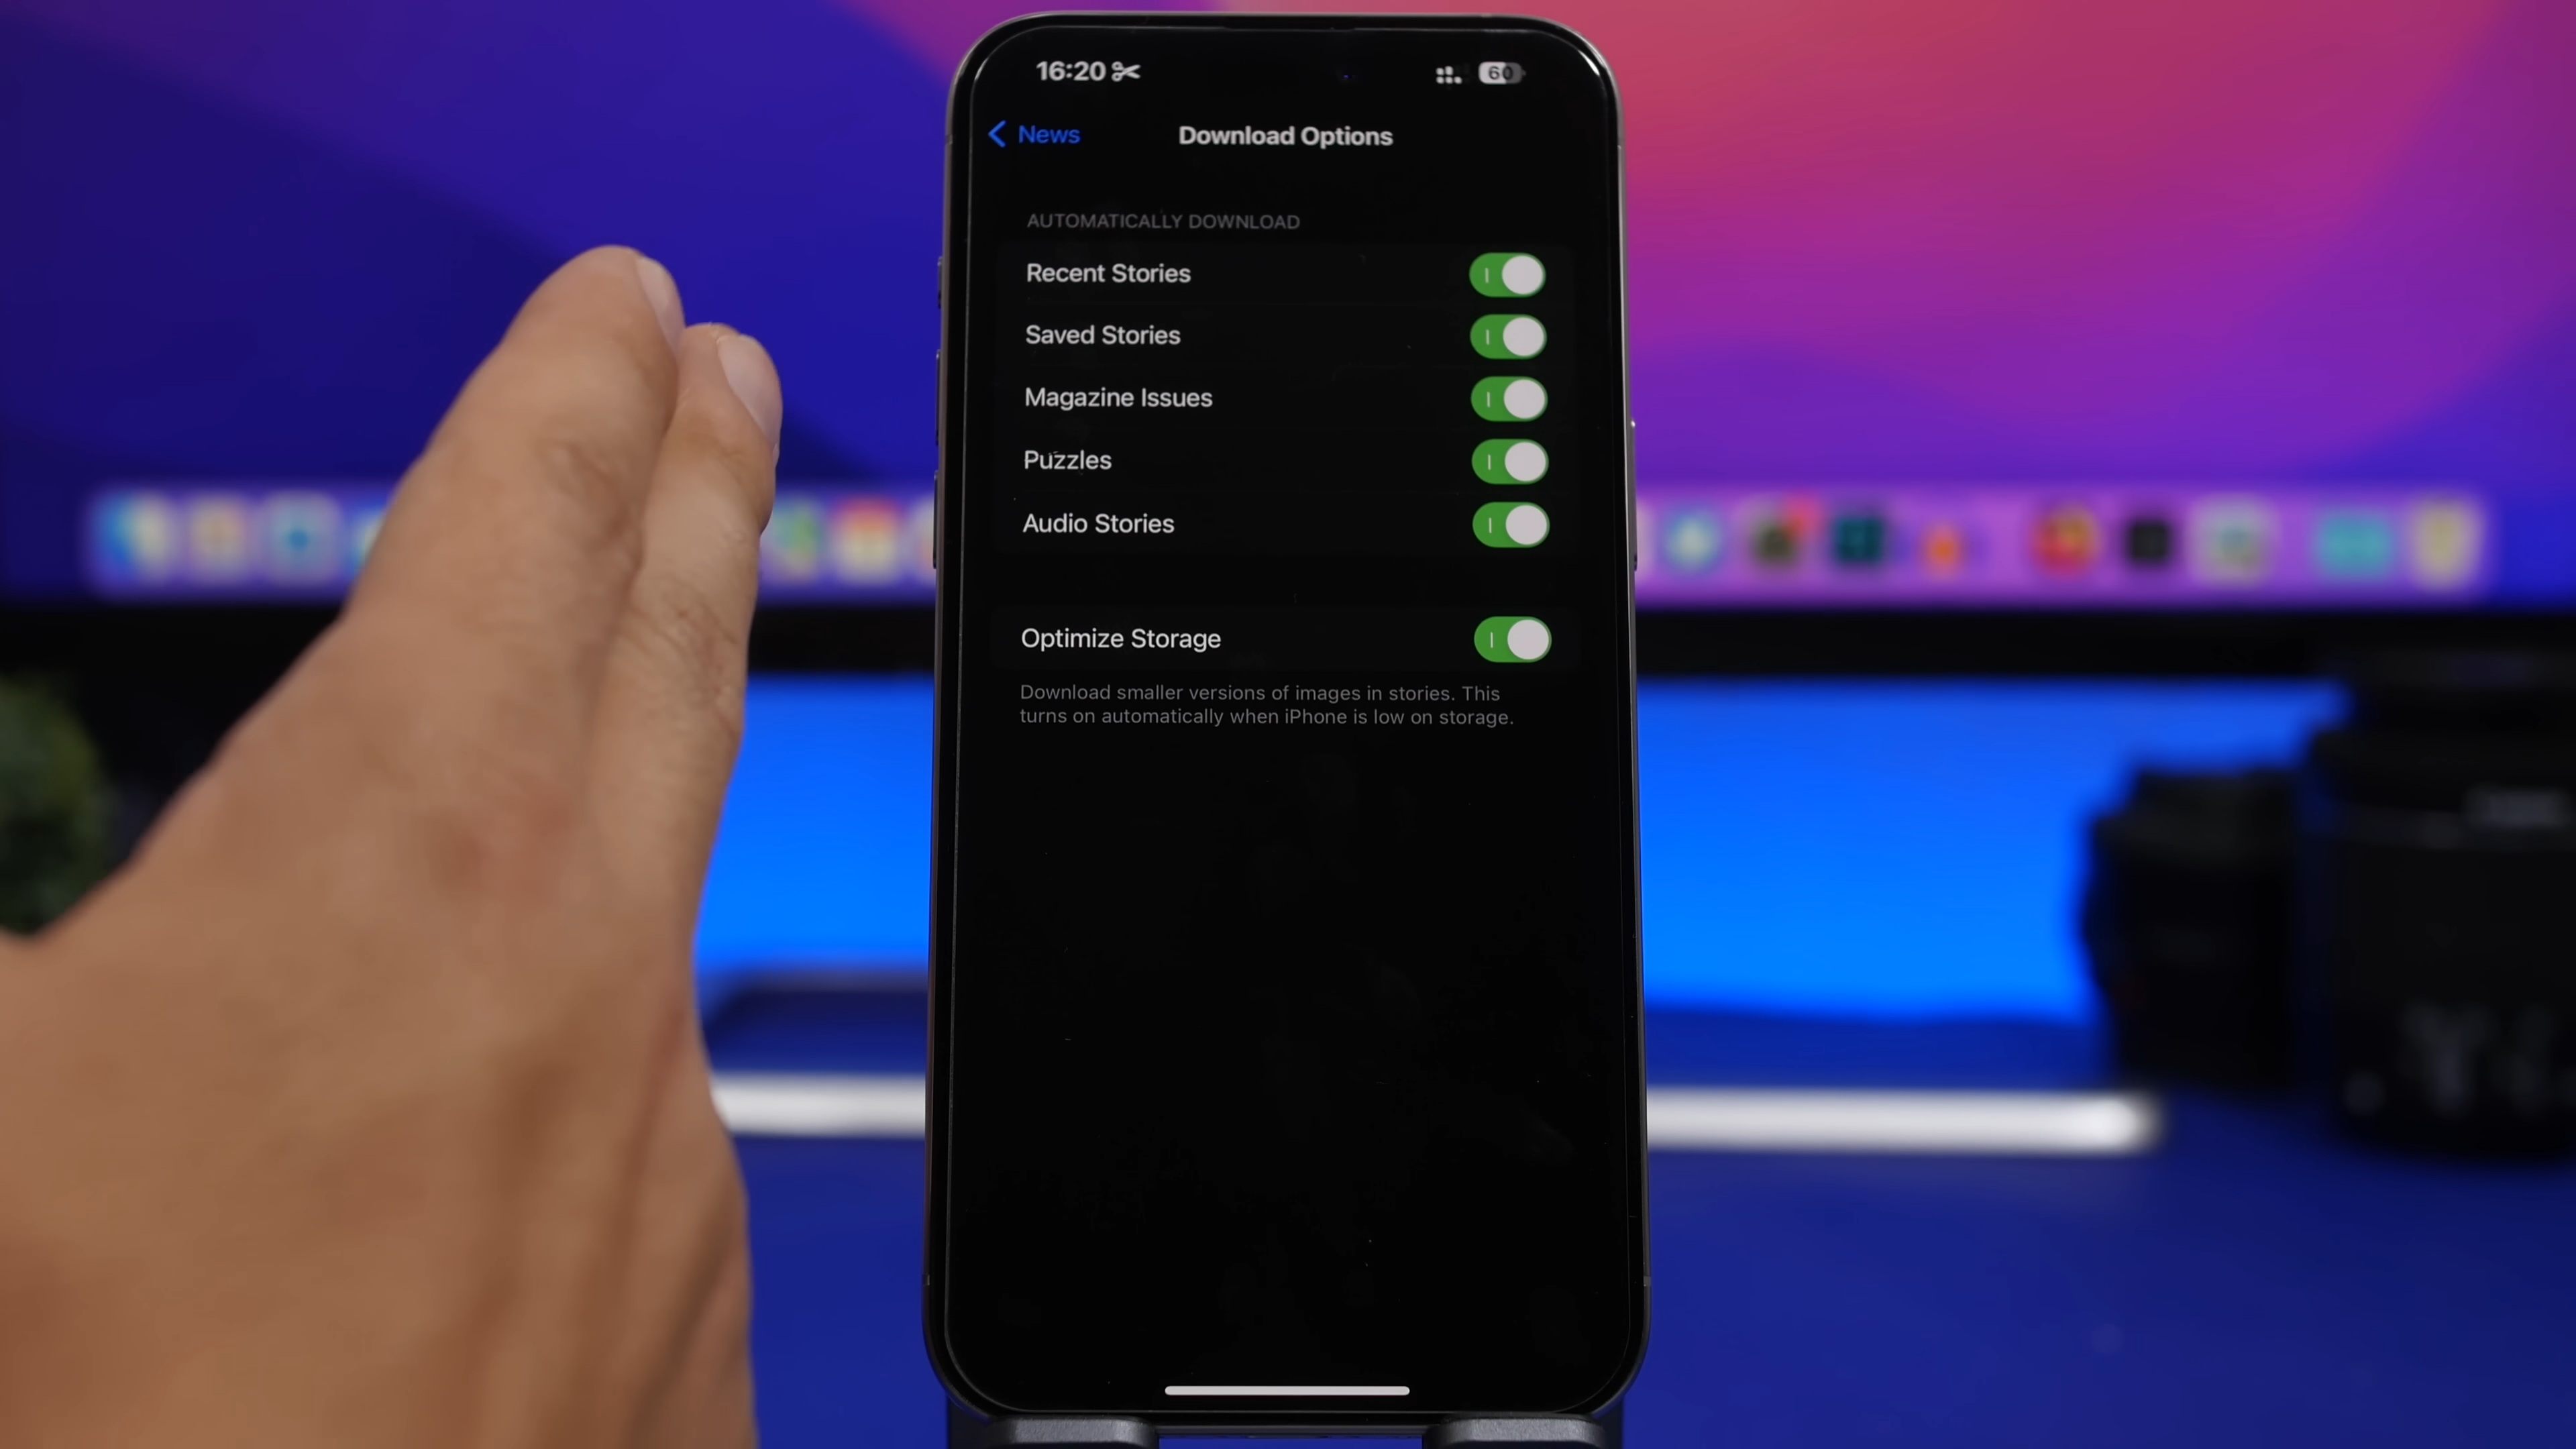 16:20
60
News
Download Options
AUTOMATICALLY DOWNLOAD
Recent Stories
Saved Stories
Magazine Issues
Puzzles
Audio Stories
Optimize Storage
Download smaller versions of images in stories. This
turns on automatically when iPhone is low on storage.